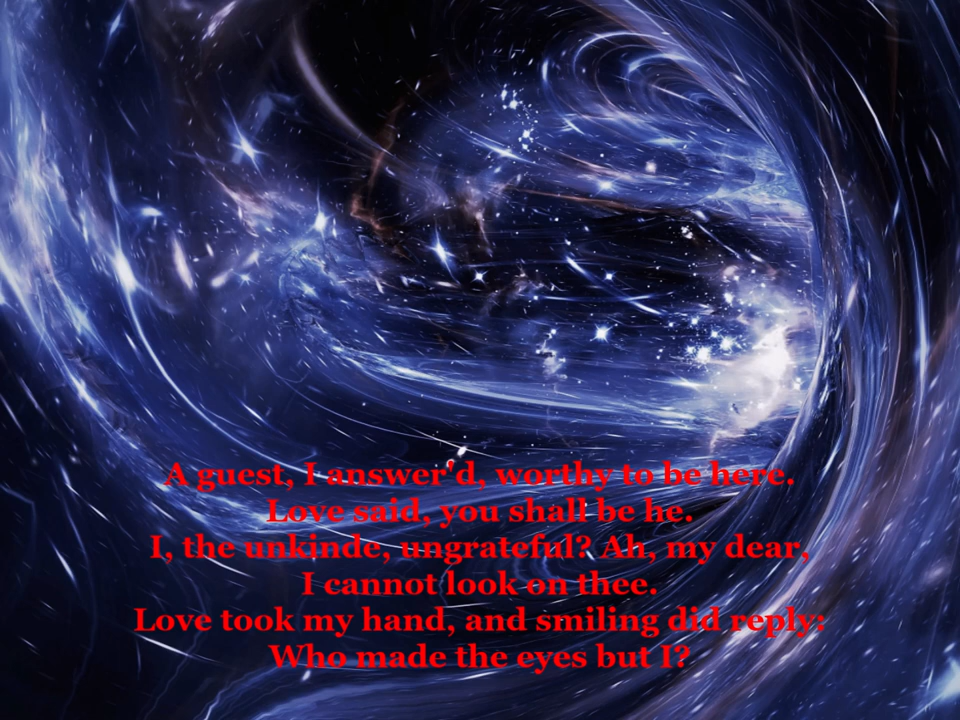 A guest, I answer'd, worthy to be here.
Love said, you shall be he.
I, the unkinde, ungrateful? Ah, my dear,
I cannot look on thee.
Love took my hand, and smiling did reply:
Who made the eyes but I?